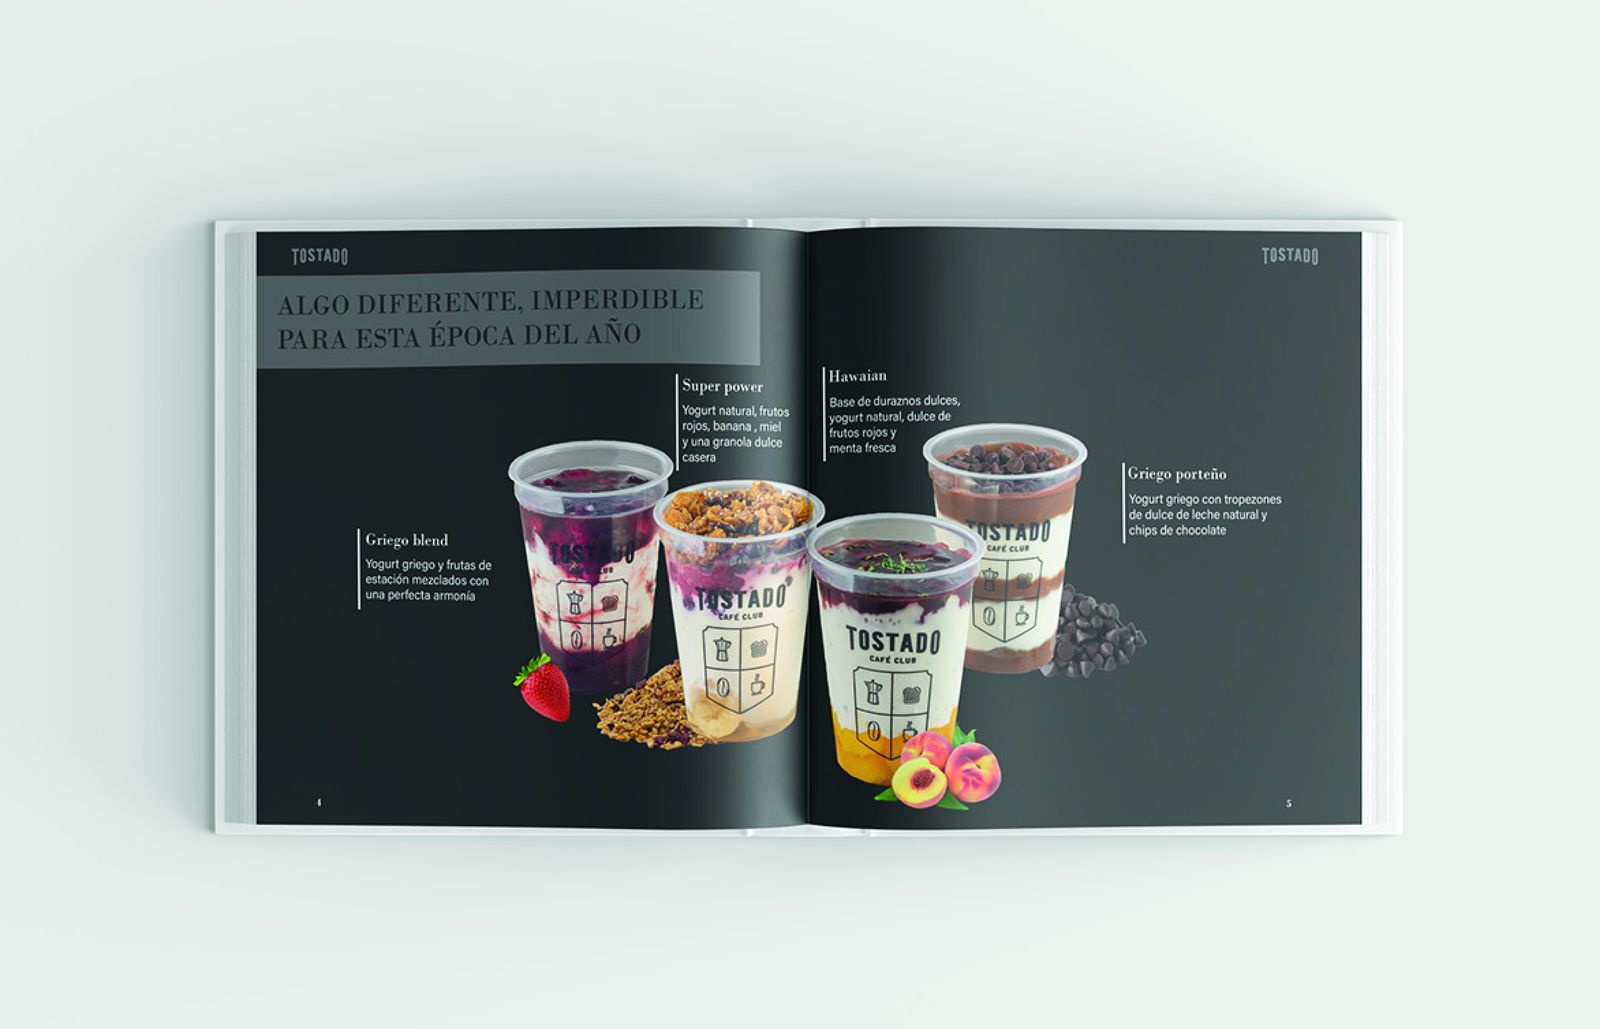 TOSTADO
ALGO DIFERENTE, IMPERDIBLE
PARA ESTA ÉPOCA DEL AÑO
Super power
Yogurt natural, frutos
rojos, banana , miel
y una granola dulce
casera
Griego blend
Yogurt griego y frutas de
estación mezclados con
una perfecta armonía
TOSTADO
CLUB
TOSTADO
CAFÉ CLUB
4
TOSTADO
Hawaian
Base de duraznos dulces,
yogurt natural, dulce de
frutos rojos y
menta fresca
Griego porteño
Yogurt griego con tropezones
de dulce de leche natural y
chips de chocolate
TOSTADO
CAFÉ CLUB
TOSTADO
CAFÉ CLUB
5